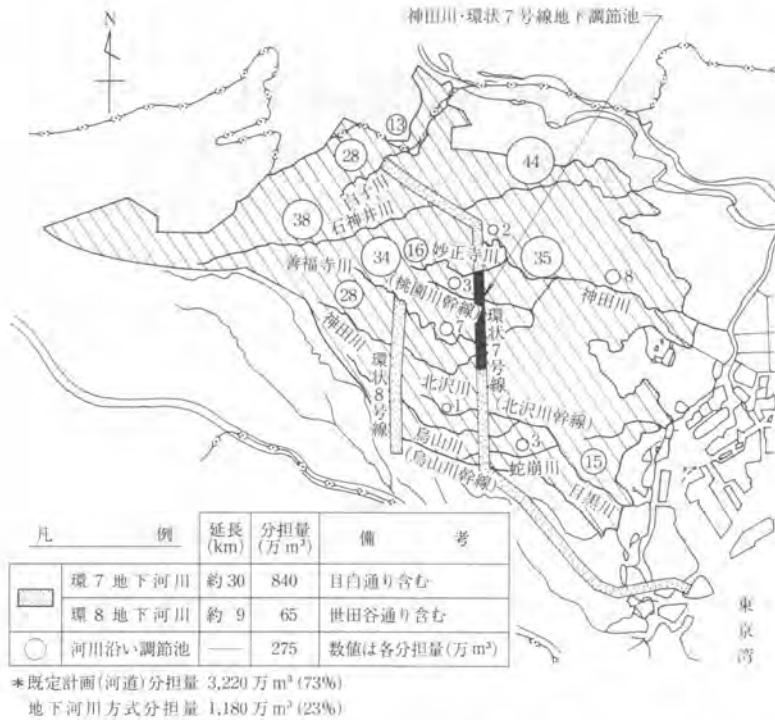 神田川・環状7号線地下調節池
N
13
28
44
白子川
38
石神井川
2
16
妙正寺川
34
35
善福寺川
3
8
(桃園川幹線)
神田川
28
7
神田川
環状7号線
環状8号線
北沢川
(北沢川幹線)
1
烏山川
3
(烏山川幹線)
蛇崩川
15
目黒川
東京湾
凡例 延長(km) 分担量(万m³) 備考
環7地下河川 約30 840 目白通り含む
環8地下河川 約9 65 世田谷通り含む
河川沿い調節池 —— 275 数値は各分担量(万m³)
*既定計画(河道)分担量 3,220万m³(73%)
地下河川方式分担量 1,180万m³(23%)